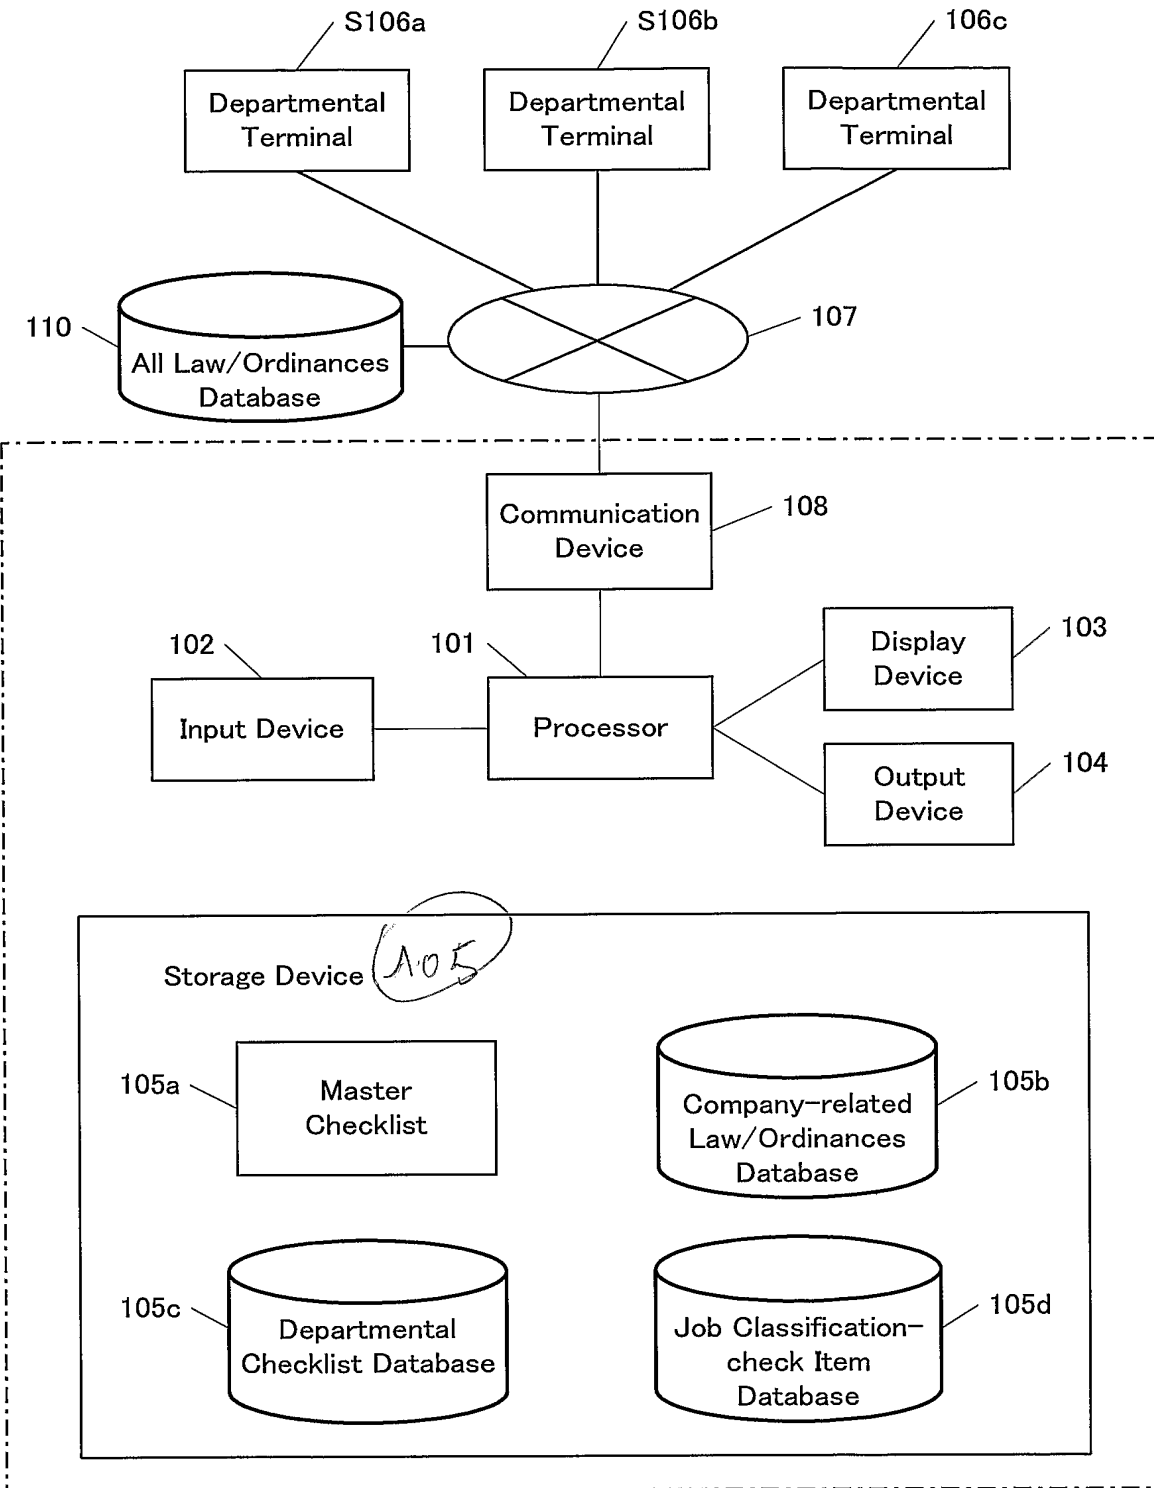 S106a
S106b
106c
Departmental
Terminal
Departmental
Terminal
Departmental
Terminal
110
All Law/Ordinances
Database
107
Communication
Device
108
102
Input Device
101
Processor
Display
Device
103
Output
Device
104
Storage Device 105
105a
Master
Checklist
Company-related
Law/Ordinances
Database
105b
105c
Departmental
Checklist Database
Job Classification-
check Item
Database
105d